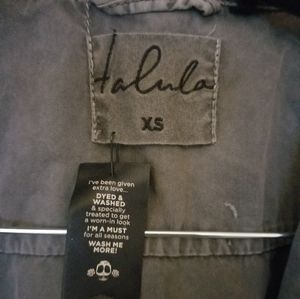 Talula
XS
I've been given
extra love...
DYED &
WASHED
& specially
treated to get
a worn-in look
I'M A MUST
for all seasons
WASH ME
MORE!